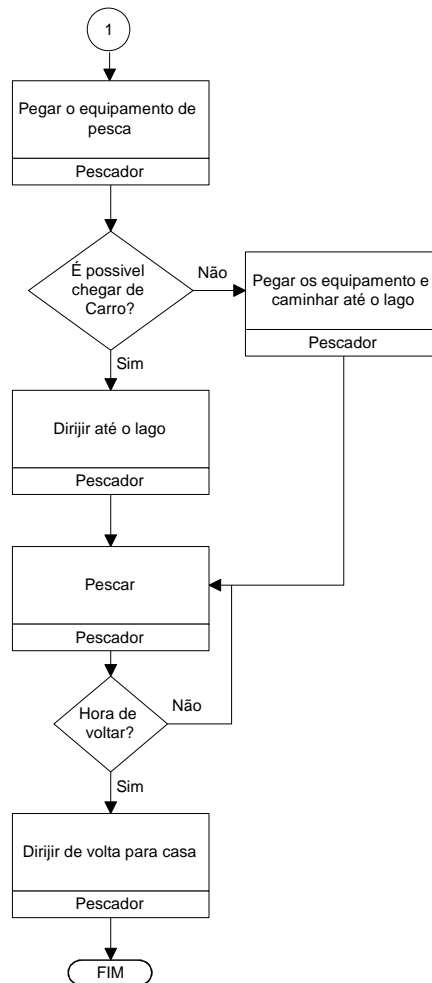 1
Pegar o equipamento de
pesca
Pescador
É possivel
chegar de
Carro?
Não
Pegar os equipamento e
caminhar até o lago
Pescador
Sim
Dirijir até o lago
Pescador
Pescar
Pescador
Hora de
voltar?
Não
Sim
Dirijir de volta para casa
Pescador
FIM